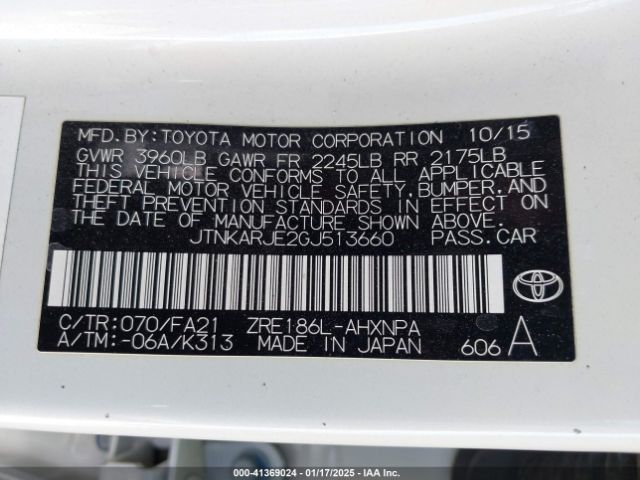 MFD. BY: TOYOTA MOTOR CORPORATION 10/15
GVWR 3960LB GAWR FR 2245LB RR 2175LB
THIS VEHICLE CONFORMS TO ALL APPLICABLE
FEDERAL MOTOR VEHICLE SAFETY, BUMPER, AND
THEFT PREVENTION STANDARDS IN EFFECT ON
THE DATE OF MANUFACTURE SHOWN ABOVE.
JTNKARJE2GJ513660 PASS. CAR
C/TR: 070/FA21 ZRE186L-AHXNPA
A/TM: -06A/K313 MADE IN JAPAN 606 A
TOYOTA
000-41369024 | 01/17/2025 | IAA, Inc.